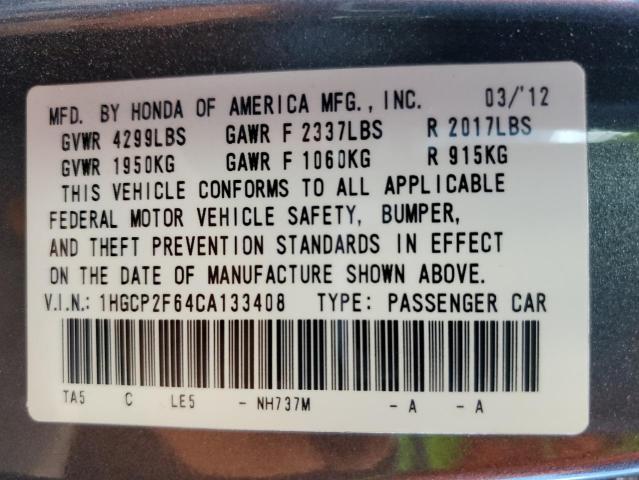 MFD. BY HONDA OF AMERICA MFG., INC. 03/'12
GVWR 4299LBS GAWR F 2337LBS R 2017LBS
GVWR 1950KG GAWR F 1060KG R 915KG
THIS VEHICLE CONFORMS TO ALL APPLICABLE
FEDERAL MOTOR VEHICLE SAFETY, BUMPER,
AND THEFT PREVENTION STANDARDS IN EFFECT
ON THE DATE OF MANUFACTURE SHOWN ABOVE.
V.I.N.: 1HGCP2F64CA133408 TYPE: PASSENGER CAR
TA5 C LE5 - NH737M - A - A